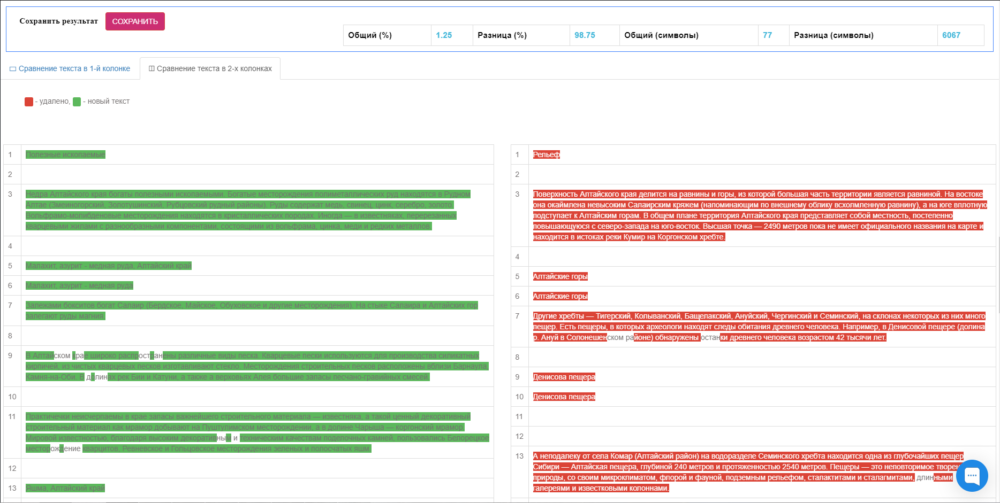 Сохранить результат СОХРАНИТЬ
Общий (%) 1.25 Разница (%) 98.75 Общий (символы) 77 Разница (символы) 6067
Сравнение текста в 1-й колонке Сравнение текста в 2-х колонках
- удалено, - новый текст
1 Полезные ископаемые
2
3 Недра Алтайского края богаты полезными ископаемыми. Богатые месторождения полиметаллических руд находятся в Рудном
Алтае (Змеиногорский, Золотушинский, Рубцовский рудный районы). Руды содержат медь, свинец, цинк, серебро, золото.
Вольфрамо-молибденовые месторождения находятся в кристаллических породах. Иногда — в известняках, перерезанных
кварцевыми жилами с разнообразными компонентами, состоящими из вольфрама, цинка, меди и редких металлов.
4
5 Малахит, азурит - медная руда, Алтайский край
6 Малахит, азурит - медная руда
7 Залежами бокситов богат Салаир (Бердское, Майское, Обуховское и другие месторождения). На стыке Салаира и Алтайских гор
залегают руды магния.
8
9 В Алтайском крае широко распространены различные виды песка. Кварцевые пески используются для производства силикатных
кирпичей, из чистых кварцевых песков изготавливают стекло. Месторождения строительных песков расположены вблизи Барнаула,
Камня-на-Оби. В долинах рек Бии и Катуни, а также а верховьях Алея большие запасы песчано-гравийных смесей.
10
11 Практичечки неисчерпаемы в крае запасы важнейшего строительного материала — известняка, а такой ценный декоративный
строительный материал как мрамор добывают на Пуштулимском месторождении, а в долине Чарыша — коргонский мрамор.
Мировой известностью, благодаря высоким декоративным и техническим качествам поделочных камней, пользовались Белорецкое
месторождение кварцитов, Ревневское и Гольцовское месторождения зеленых и полосчатых яшм.
12
13 Яшма, Алтайский край
1 Рельеф
2
3 Поверхность Алтайского края делится на равнины и горы, из которой большая часть территории является равниной. На востоке
она окаймлена невысоким Салаирским кряжем (напоминающим по внешнему облику всхолмленную равнину), а на юге вплотную
подступает к Алтайским горам. В общем плане территория Алтайского края представляет собой местность, постепенно
повышающуюся с северо-запада на юго-восток. Высшая точка — 2490 метров пока не имеет официального названия на карте и
находится в истоках реки Кумир на Коргонском хребте.
4
5 Алтайские горы
6 Алтайские горы
7 Другие хребты — Тигерский, Колыванский, Бащелакский, Ануйский, Чергинский и Семинский, на склонах некоторых из них много
пещер. Есть пещеры, в которых археологи находят следы обитания древнего человека. Например, в Денисовой пещере (долина
р. Ануй в Солонешенском районе) обнаружены останки древнего человека возрастом 42 тысячи лет.
8
9 Денисова пещера
10 Денисова пещера
11
12
13 А неподалеку от села Комар (Алтайский район) на водоразделе Семинского хребта находится одна из глубочайших пещер
Сибири — Алтайская пещера, глубиной 240 метров и протяженностью 2540 метров. Пещеры — это неповторимое творен
природы, со своим микроклиматом, флорой и фауной, подземным рельефом, сталактитами и сталагмитами, длинными
галереями и известковыми колоннами.